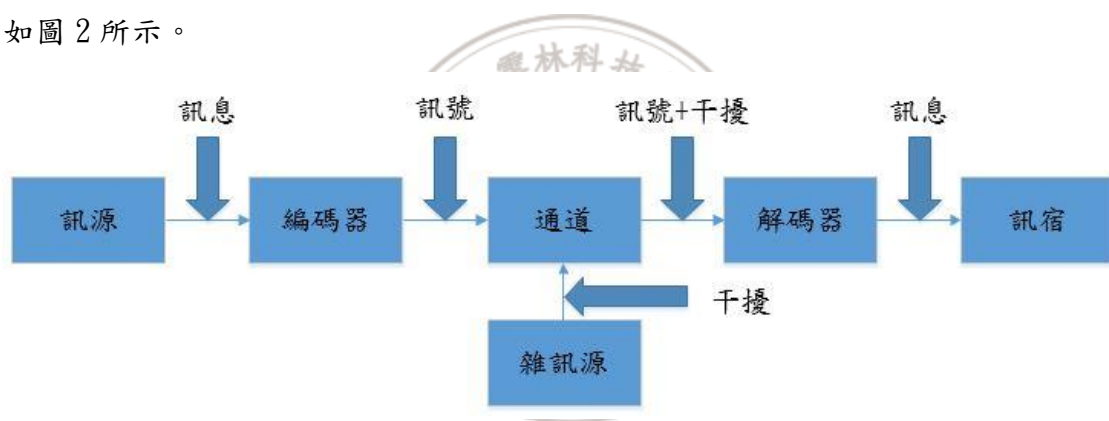 如圖 2 所示。
訊息 訊號 訊號+干擾 訊息
訊源 編碼器 通道 解碼器 訊宿
干擾
雜訊源